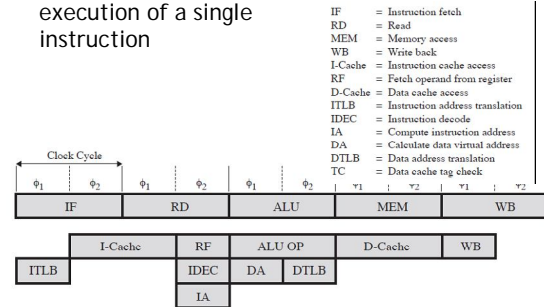 execution of a single
instruction
IF = Instruction fetch
RD = Read
MEM = Memory access
WB = Write back
I-Cache = Instruction cache access
RF = Fetch operand from register
D-Cache = Data cache access
ITLB = Instruction address translation
IDEC = Instruction decode
IA = Compute instruction address
DA = Calculate data virtual address
DTLB = Data address translation
TC = Data cache tag check
Clock Cycle
ϕ1 ϕ2 ϕ1 ϕ2 ϕ1 ϕ2
IF RD ALU MEM WB
I-Cache RF ALU OP D-Cache WB
ITLB IDEC DA DTLB
IA